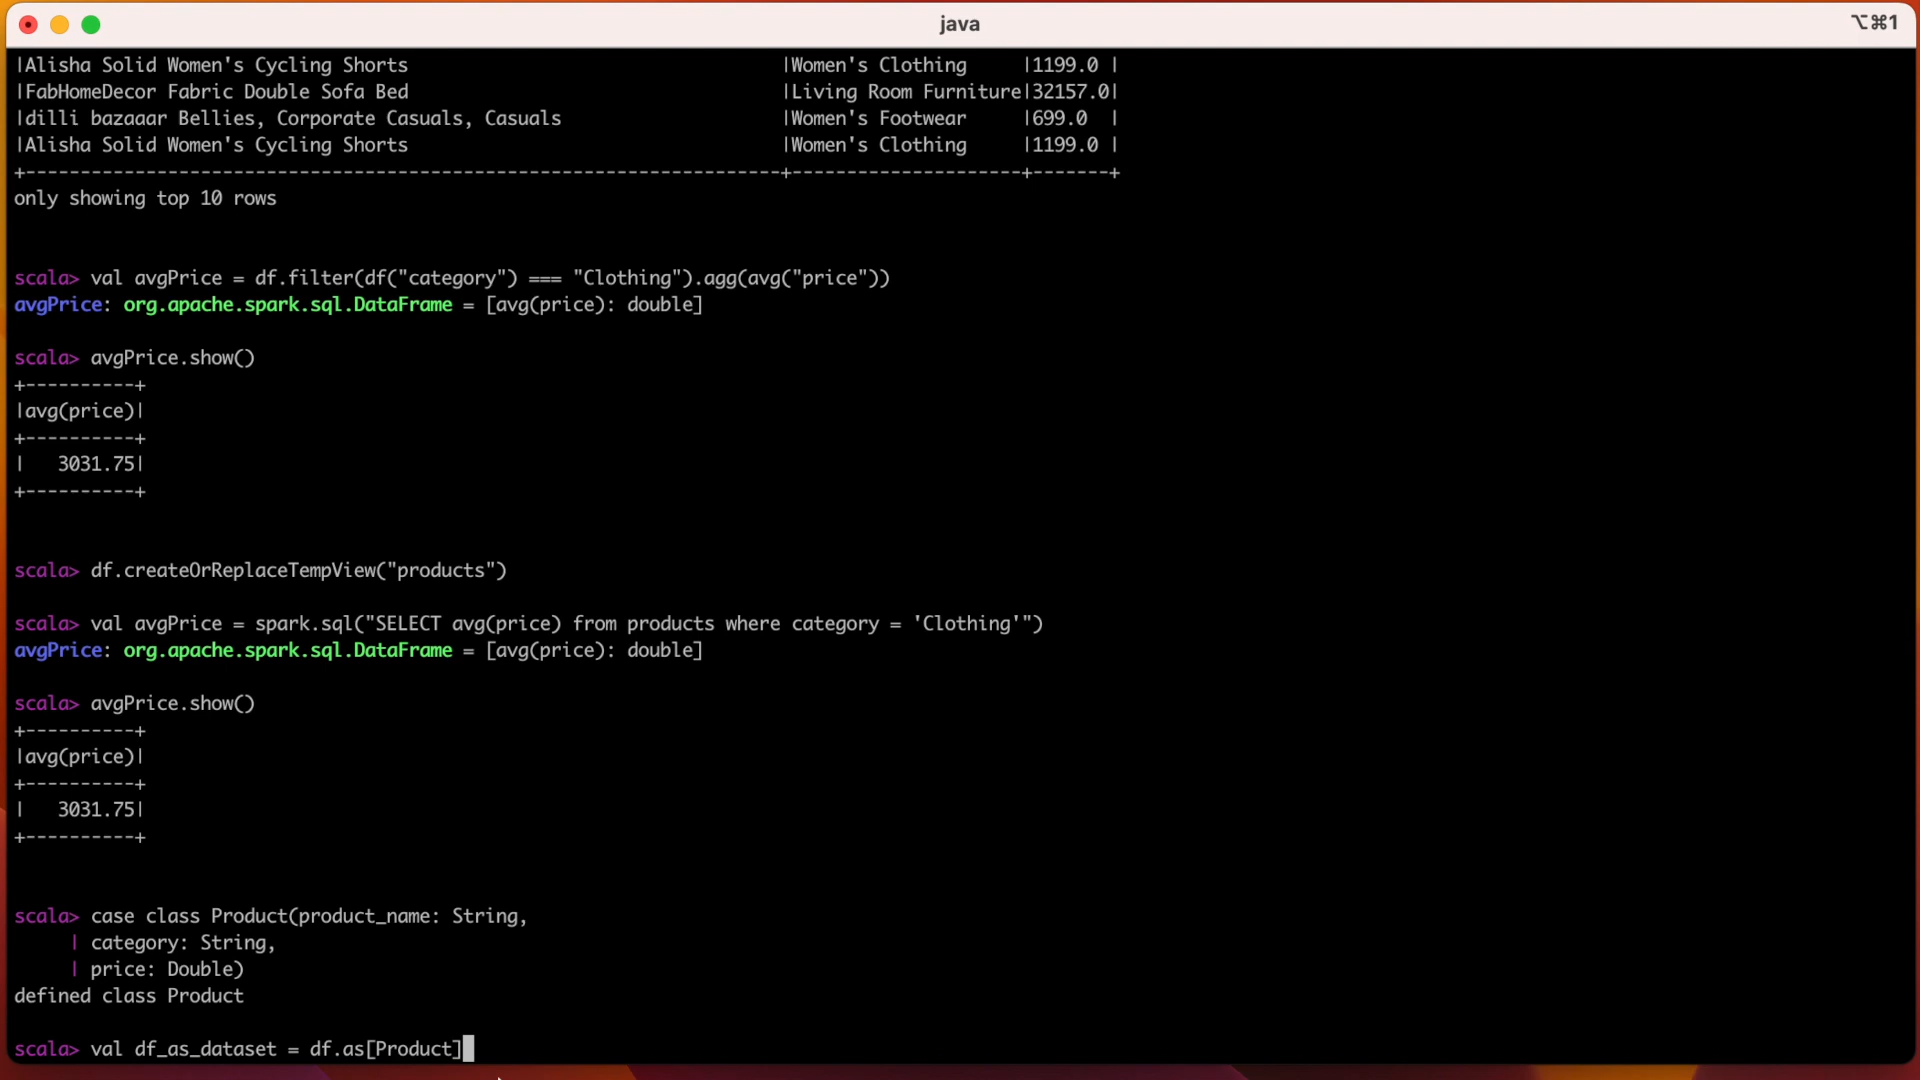 java
⌥⌘1
|Alisha Solid Women's Cycling Shorts                                  |Women's Clothing     |1199.0 |
|FabHomeDecor Fabric Double Sofa Bed                                  |Living Room Furniture|32157.0|
|dilli bazaaar Bellies, Corporate Casuals, Casuals                    |Women's Footwear     |699.0  |
|Alisha Solid Women's Cycling Shorts                                  |Women's Clothing     |1199.0 |
+---------------------------------------------------------------------+---------------------+-------+
only showing top 10 rows
scala> val avgPrice = df.filter(df("category") === "Clothing").agg(avg("price"))
avgPrice: org.apache.spark.sql.DataFrame = [avg(price): double]
scala> avgPrice.show()
+----------+
|avg(price)|
+----------+
|   3031.75|
+----------+
scala> df.createOrReplaceTempView("products")
scala> val avgPrice = spark.sql("SELECT avg(price) from products where category = 'Clothing'")
avgPrice: org.apache.spark.sql.DataFrame = [avg(price): double]
scala> avgPrice.show()
+----------+
|avg(price)|
+----------+
|   3031.75|
+----------+
scala> case class Product(product_name: String,
     | category: String,
     | price: Double)
defined class Product
scala> val df_as_dataset = df.as[Product]